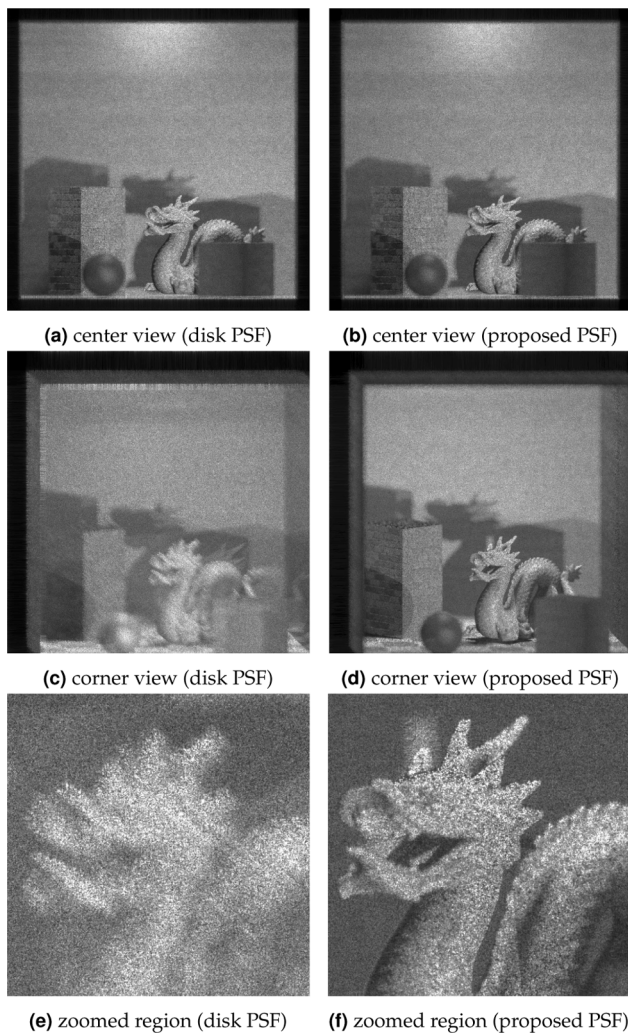 (a) center view (disk PSF)
(b) center view (proposed PSF)
(c) corner view (disk PSF)
(d) corner view (proposed PSF)
(e) zoomed region (disk PSF)
(f) zoomed region (proposed PSF)